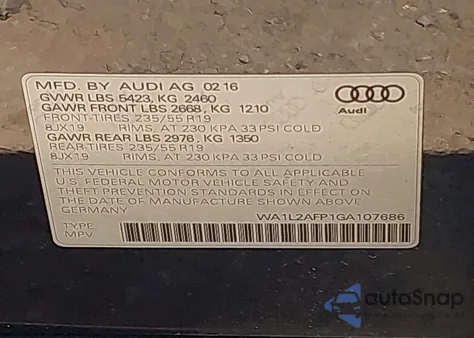 MFD. BY AUDI AG 02 16
GVWR LBS 5423, KG 2460
GAWR FRONT LBS 2668, KG 1210
FRONT-TIRES 235/55 R19
8JX19 RIMS, AT 230 KPA 33 PSI COLD
GAWR REAR LBS 2976, KG 1350
REAR-TIRES 235/55 R19
8JX19 RIMS, AT 230 KPA 33 PSI COLD
Audi
THIS VEHICLE CONFORMS TO ALL APPLICABLE
U.S. FEDERAL MOTOR VEHICLE SAFETY AND
THEFT PREVENTION STANDARDS IN EFFECT ON
THE DATE OF MANUFACTURE SHOWN ABOVE
GERMANY
WA1L2AFP1GA107686
TYPE
MPV
autoSnap